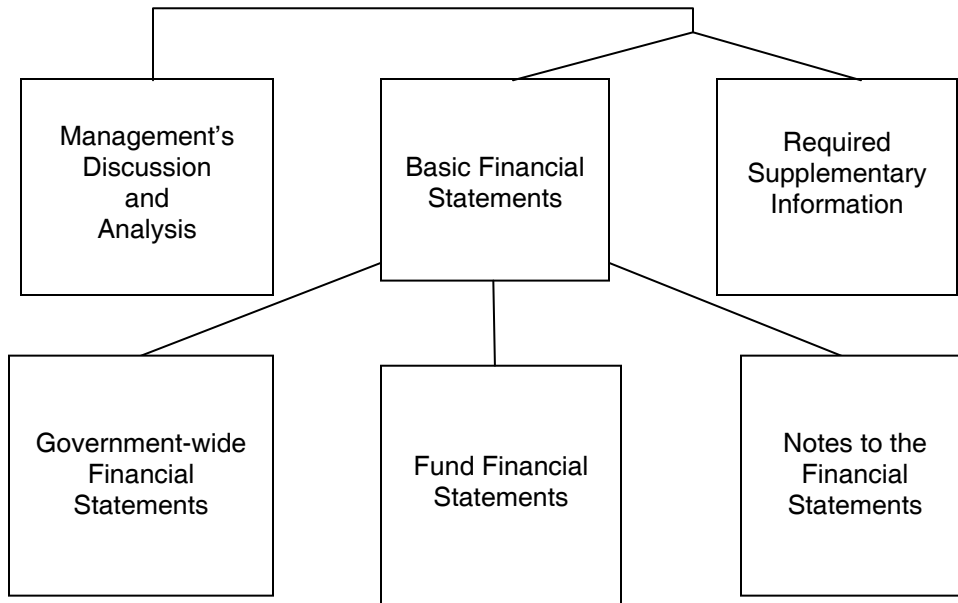 Management’s
Discussion
and
Analysis
Basic Financial
Statements
Required
Supplementary
Information
Government-wide
Financial
Statements
Fund Financial
Statements
Notes to the
Financial
Statements